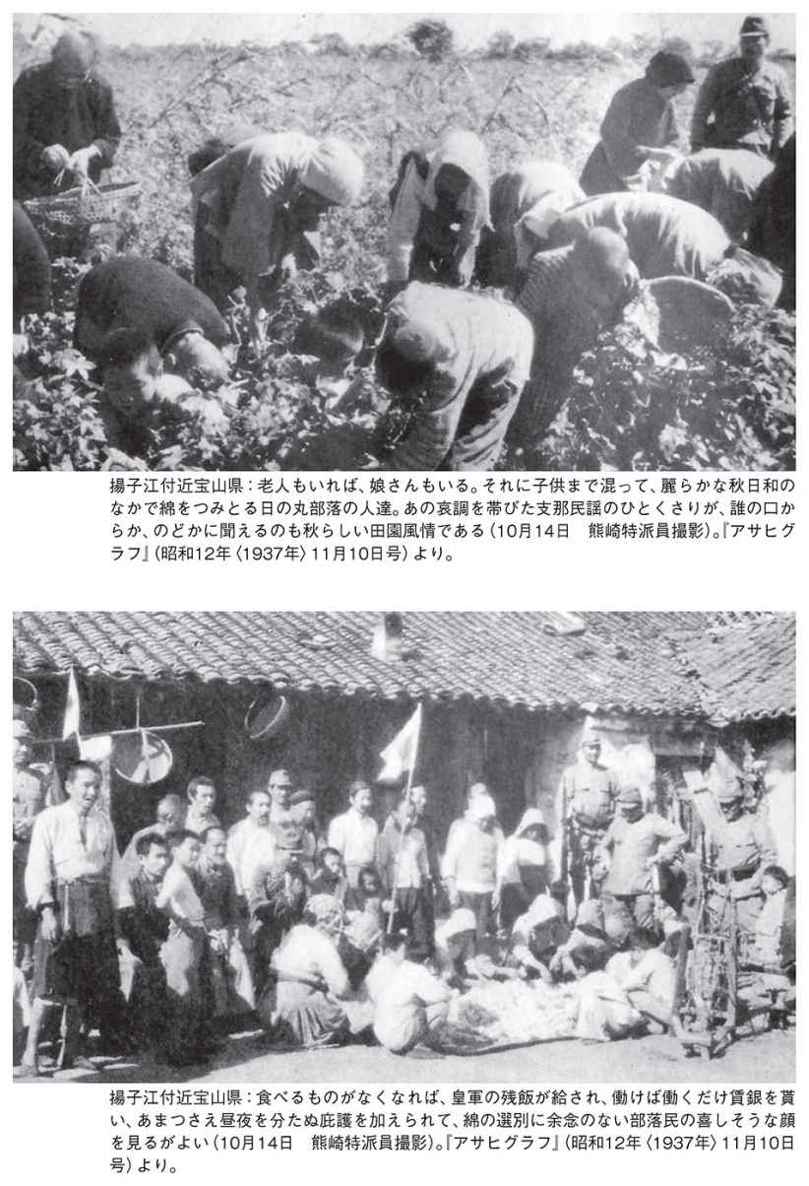 揚子江付近宝山県：老人もいれば、娘さんもいる。それに子供まで混って、麗らかな秋日和の
なかで綿をつみとる日の丸部落の人達。あの哀調を帯びた支那民謡のひとくさりが、誰の口か
らか、のどかに聞えるのも秋らしい田園風情である（10月14日　熊崎特派員撮影）。『アサヒグ
ラフ』（昭和12年〈1937年〉11月10日号）より。
揚子江付近宝山県：食べるものがなくなれば、皇軍の残飯が給され、働けば働くだけ賃銀を貰
い、あまつさえ昼夜を分たぬ庇護を加えられて、綿の選別に余念のない部落民の喜しそうな顔
を見るがよい（10月14日　熊崎特派員撮影）。『アサヒグラフ』（昭和12年〈1937年〉11月10日
号）より。